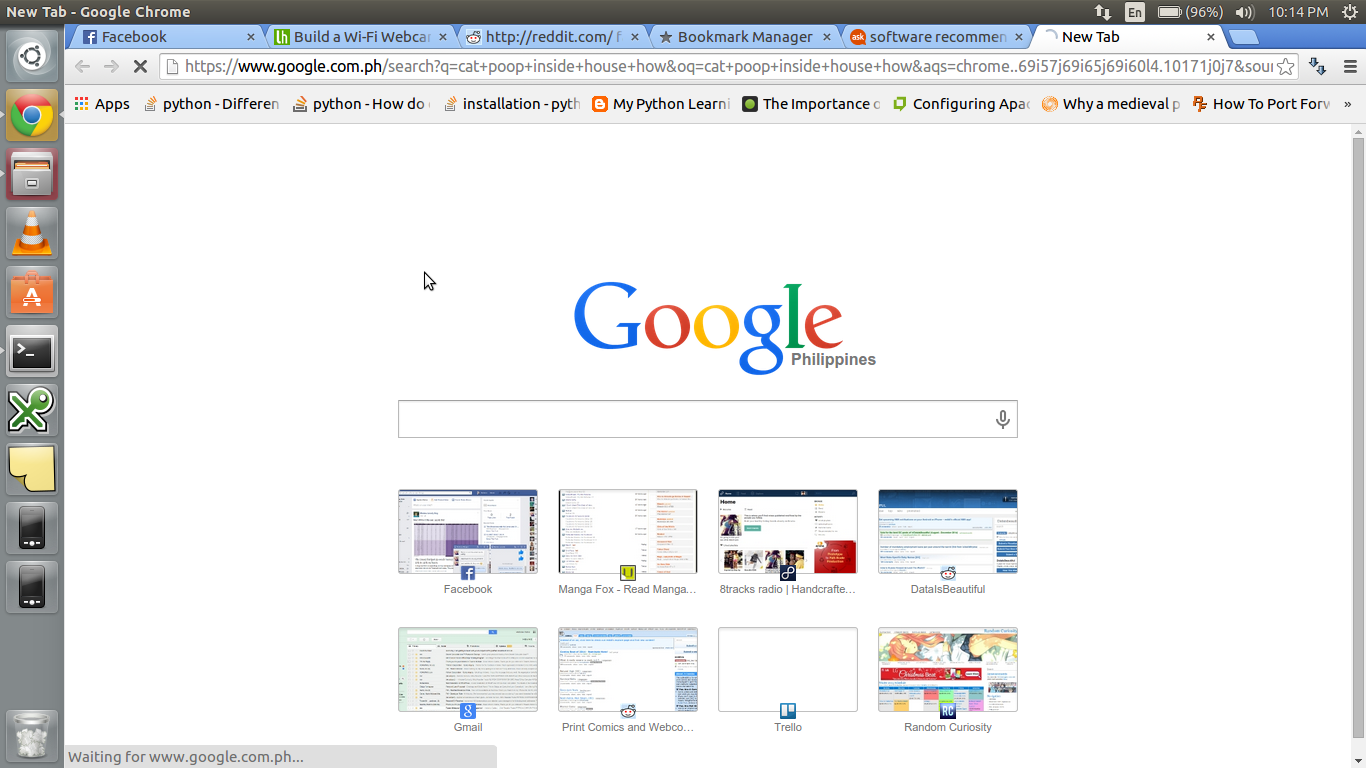 New Tab - Google Chrome
En
(96%)
10:14 PM
Facebook
Build a Wi-Fi Webcar
http://reddit.com/ f
Bookmark Manager
ask
software recommen
New Tab
https://www.google.com.ph/search?q=cat+poop+inside+house+how&oq=cat+poop+inside+house+how&aqs=chrome..69i57j69i65j69i60l4.10171j0j7&sour
Apps
python - Differen
python - How do
installation - pyth
My Python Learni
The Importance o
Configuring Apac
Why a medieval p
How To Port Forw
»
Google
Philippines
Facebook
Manga Fox - Read Manga...
8tracks radio | Handcrafte...
DataIsBeautiful
Gmail
Print Comics and Webco...
Trello
Random Curiosity
Waiting for www.google.com.ph...